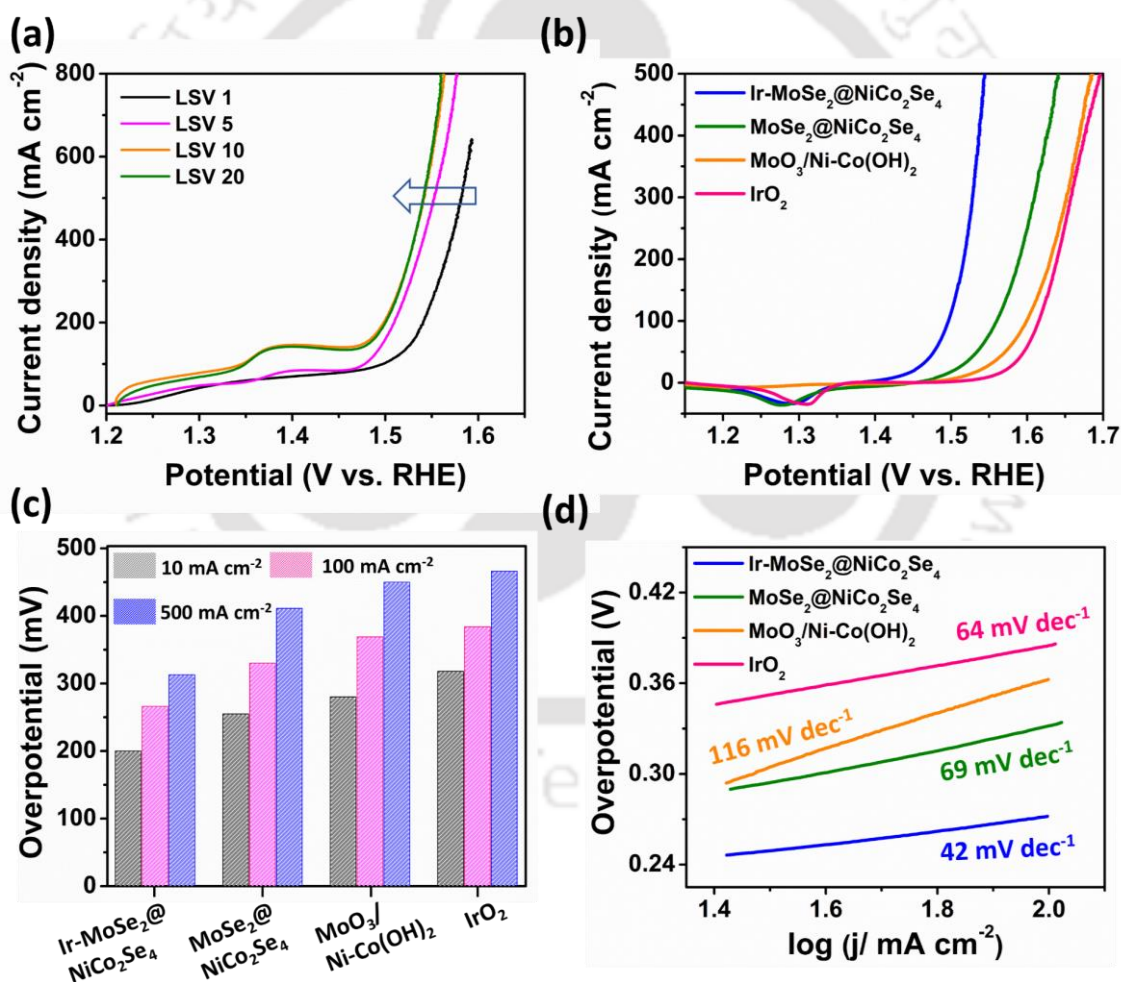 (a)
800
600
400
200
0
1.2
1.3
1.4
1.5
1.6
Current density (mA cm⁻²)
Potential (V vs. RHE)
LSV 1
LSV 5
LSV 10
LSV 20
(b)
500
400
300
200
100
0
1.2
1.3
1.4
1.5
1.6
1.7
Current density (mA cm⁻²)
Potential (V vs. RHE)
Ir-MoSe₂@NiCo₂Se₄
MoSe₂@NiCo₂Se₄
MoO₃/Ni-Co(OH)₂
IrO₂
(c)
500
400
300
200
100
0
Overpotential (mV)
10 mA cm⁻²
100 mA cm⁻²
500 mA cm⁻²
Ir-MoSe₂@
NiCo₂Se₄
MoSe₂@
NiCo₂Se₄
MoO₃/
Ni-Co(OH)₂
IrO₂
(d)
0.42
0.36
0.30
0.24
1.4
1.6
1.8
2.0
Overpotential (V)
log (j/ mA cm⁻²)
Ir-MoSe₂@NiCo₂Se₄
MoSe₂@NiCo₂Se₄
MoO₃/Ni-Co(OH)₂
IrO₂
64 mV dec⁻¹
116 mV dec⁻¹
69 mV dec⁻¹
42 mV dec⁻¹